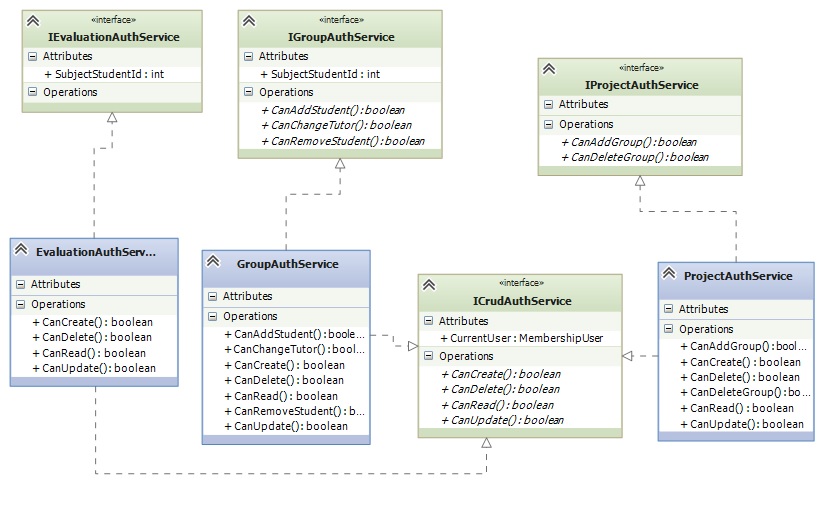 «interface»
IEvaluationAuthService
Attributes
+ SubjectStudentId : int
Operations
«interface»
IGroupAuthService
Attributes
+ SubjectStudentId : int
Operations
+ CanAddStudent() : boolean
+ CanChangeTutor() : boolean
+ CanRemoveStudent() : boolean
«interface»
IProjectAuthService
Attributes
Operations
+ CanAddGroup() : boolean
+ CanDeleteGroup() : boolean
EvaluationAuthServ...
Attributes
Operations
+ CanCreate() : boolean
+ CanDelete() : boolean
+ CanRead() : boolean
+ CanUpdate() : boolean
GroupAuthService
Attributes
Operations
+ CanAddStudent() : boole...
+ CanChangeTutor() : bool...
+ CanCreate() : boolean
+ CanDelete() : boolean
+ CanRead() : boolean
+ CanRemoveStudent() : b...
+ CanUpdate() : boolean
«interface»
ICrudAuthService
Attributes
+ CurrentUser : MembershipUser
Operations
+ CanCreate() : boolean
+ CanDelete() : boolean
+ CanRead() : boolean
+ CanUpdate() : boolean
ProjectAuthService
Attributes
Operations
+ CanAddGroup() : bool...
+ CanCreate() : boolean
+ CanDelete() : boolean
+ CanDeleteGroup() : bo...
+ CanRead() : boolean
+ CanUpdate() : boolean